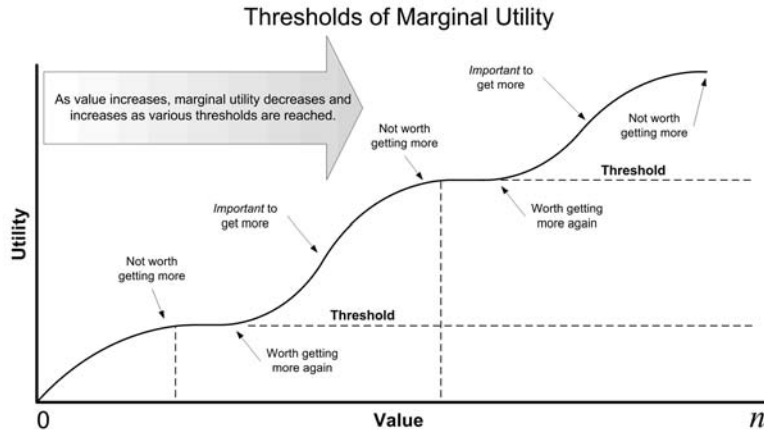 Thresholds of Marginal Utility
As value increases, marginal utility decreases and
increases as various thresholds are reached.
Important to
get more
Not worth
getting more
Not worth
getting more
Threshold
Important to
get more
Worth getting
more again
Not worth
getting more
Threshold
Worth getting
more again
Utility
0
Value
n